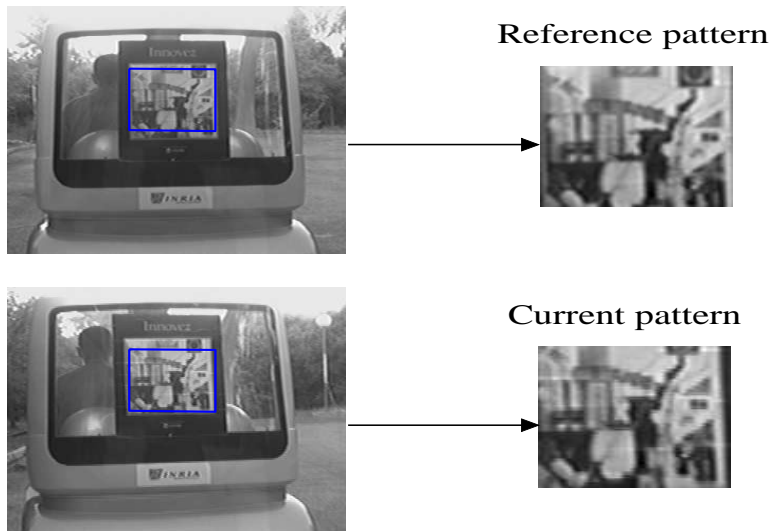 Innovez
Reference pattern
INRIA
Innovez
Current pattern
INRIA